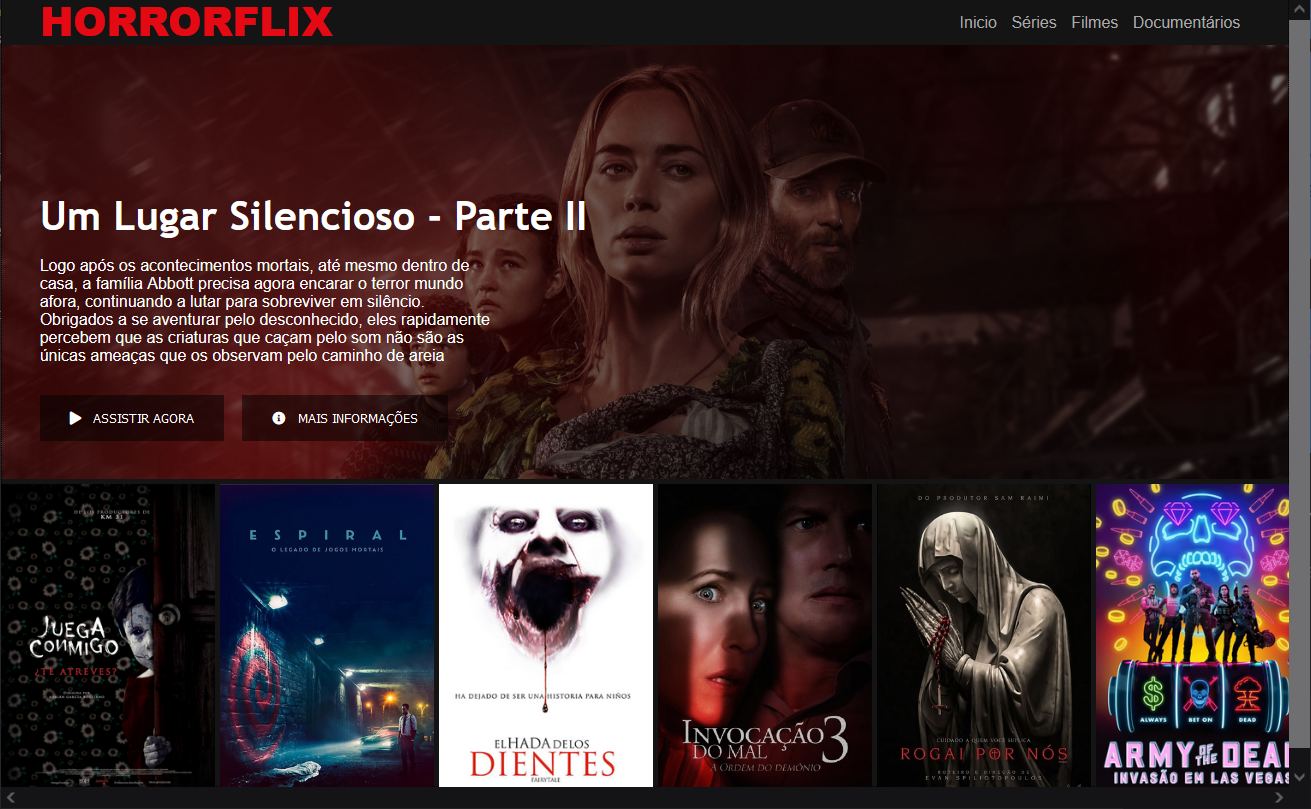 HORRORFLIX
Inicio Séries Filmes Documentários
Um Lugar Silencioso - Parte II
Logo após os acontecimentos mortais, até mesmo dentro de
casa, a família Abbott precisa agora encarar o terror mundo
afora, continuando a lutar para sobreviver em silêncio.
Obrigados a se aventurar pelo desconhecido, eles rapidamente
percebem que as criaturas que caçam pelo som não são as
únicas ameaças que os observam pelo caminho de areia
ASSISTIR AGORA
MAIS INFORMAÇÕES
DE LOS PRODUCTORES DE
KM 31
JUEGA
CONMIGO
¿TE ATREVES?
ESPIRAL
O LEGADO DE JOGOS MORTAIS
HA DEJADO DE SER UNA HISTORIA PARA NIÑOS
EL HADA DE LOS
DIENTES
FAIRYTALE
INVOCAÇÃO
DO MAL 3
A ORDEM DO DEMÔNIO
DO PRODUTOR SAM RAIMI
CUIDADO A QUEM VOCÊ SUPLICA
ROGAI POR NÓS
ROTEIRO E DIREÇÃO DE
EVAN SPILIOTOPOULOS
ALWAYS BET ON DEAD
ARMY OF THE DEA
INVASÃO EM LAS VEGAS